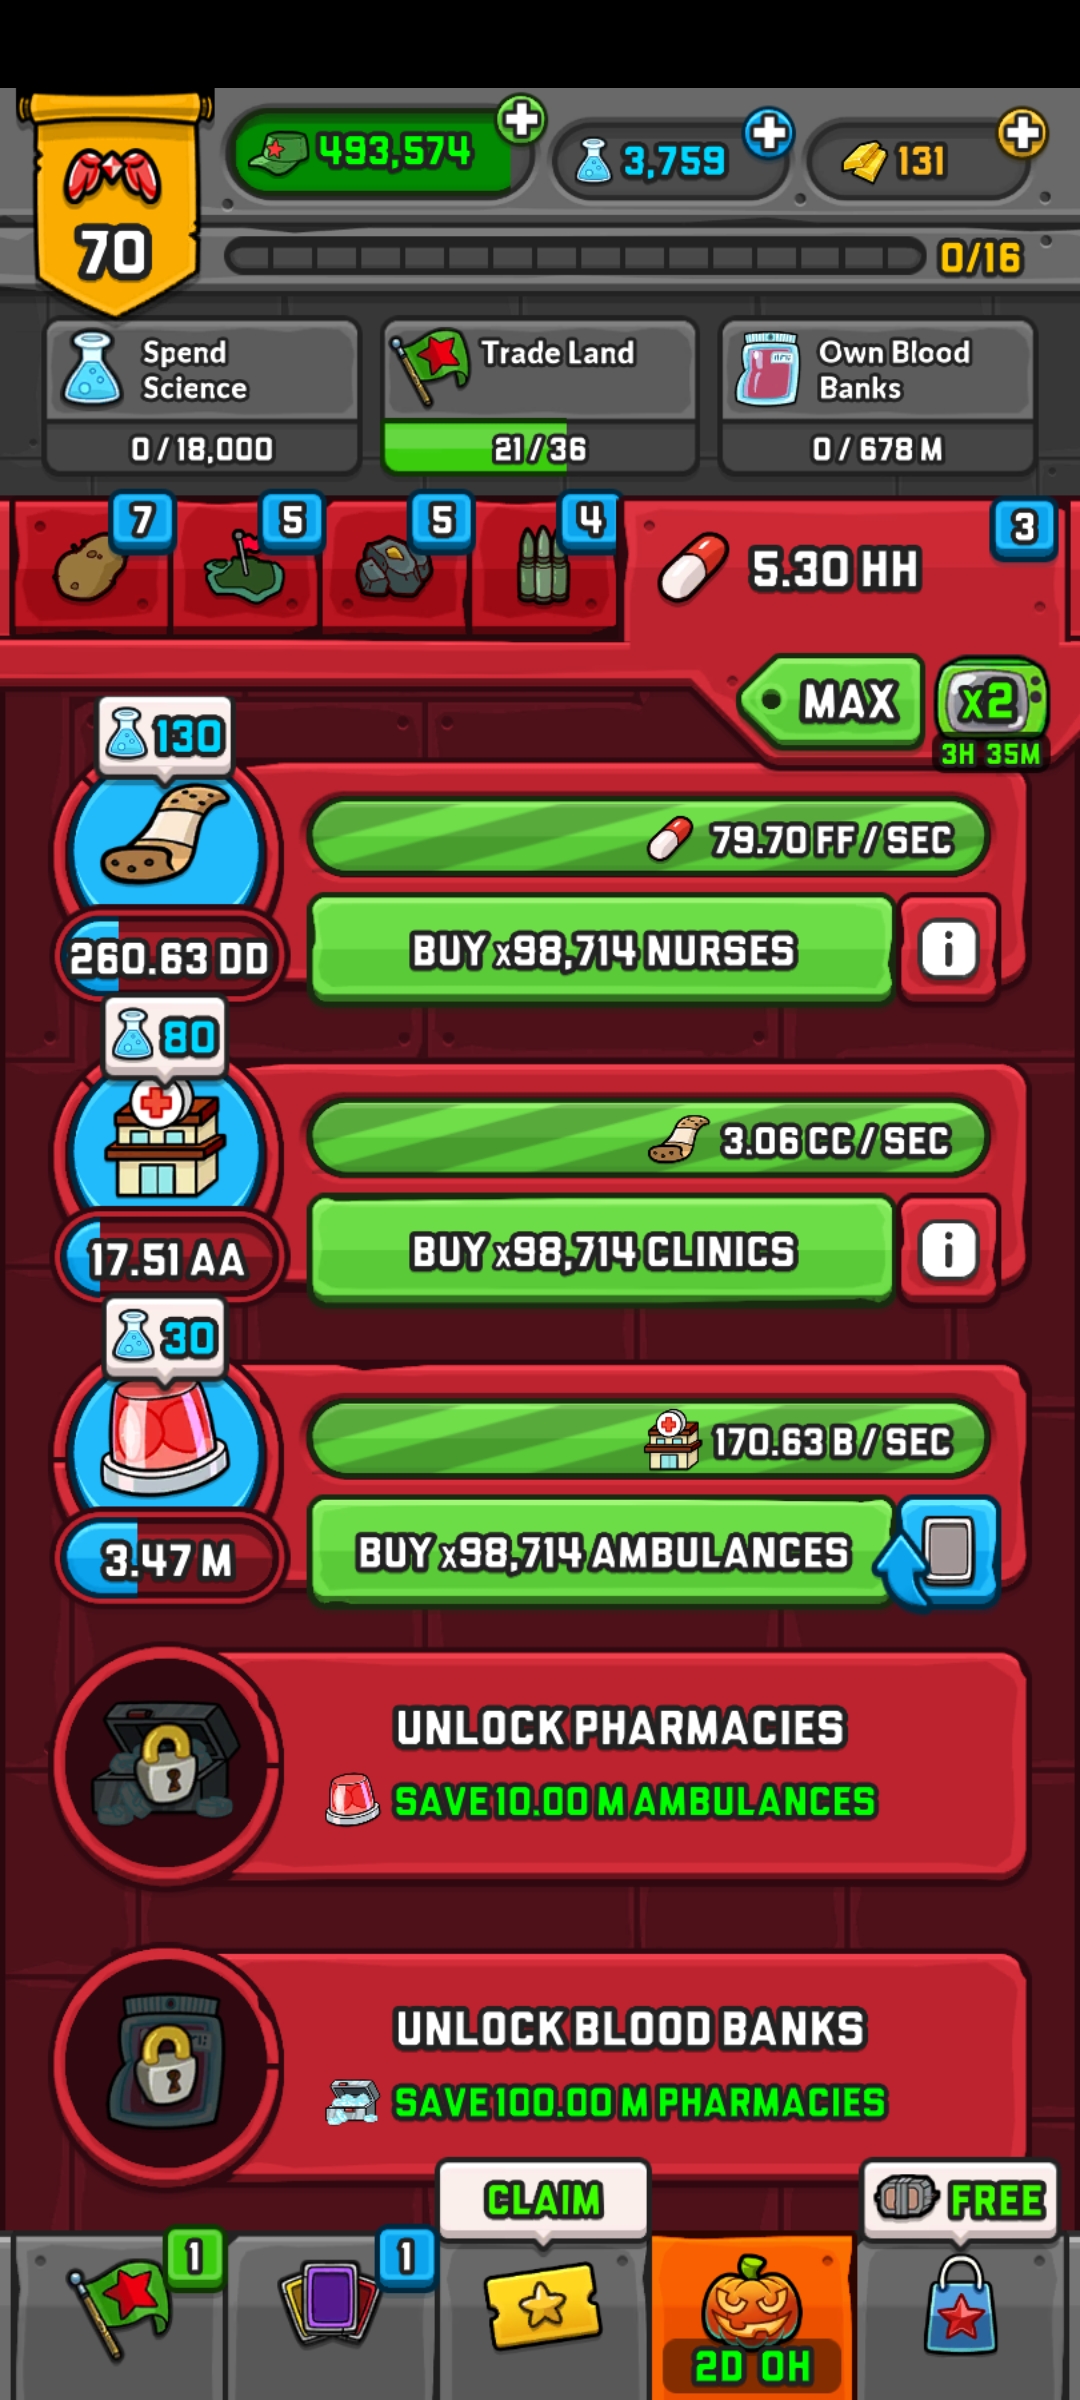 70
493,574
3,759
131
0/16
Spend
Science
0 / 18,000
Trade Land
21 / 36
Own Blood
Banks
0 / 678 M
7
5
5
4
5.30 HH
3
MAX
x2
3H 35M
130
79.70 FF / SEC
260.63 DD
BUY x98,714 NURSES
i
80
3.06 CC / SEC
17.51 AA
BUY x98,714 CLINICS
i
30
170.63 B / SEC
3.47 M
BUY x98,714 AMBULANCES
UNLOCK PHARMACIES
SAVE 10.00 M AMBULANCES
UNLOCK BLOOD BANKS
SAVE 100.00 M PHARMACIES
CLAIM
FREE
1
1
2D 0H